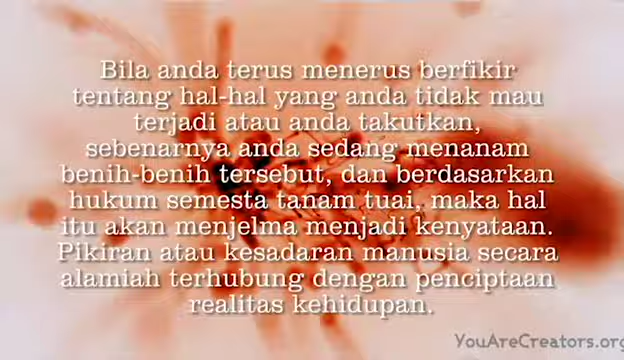 Bila anda terus menerus berfikir
tentang hal-hal yang anda tidak mau
terjadi atau anda takutkan,
sebenarnya anda sedang menanam
benih-benih tersebut, dan berdasarkan
hukum semesta tanam tuai, maka hal
itu akan menjelma menjadi kenyataan.
Pikiran atau kesadaran manusia secara
alamiah terhubung dengan penciptaan
realitas kehidupan.
YouAreCreators.org